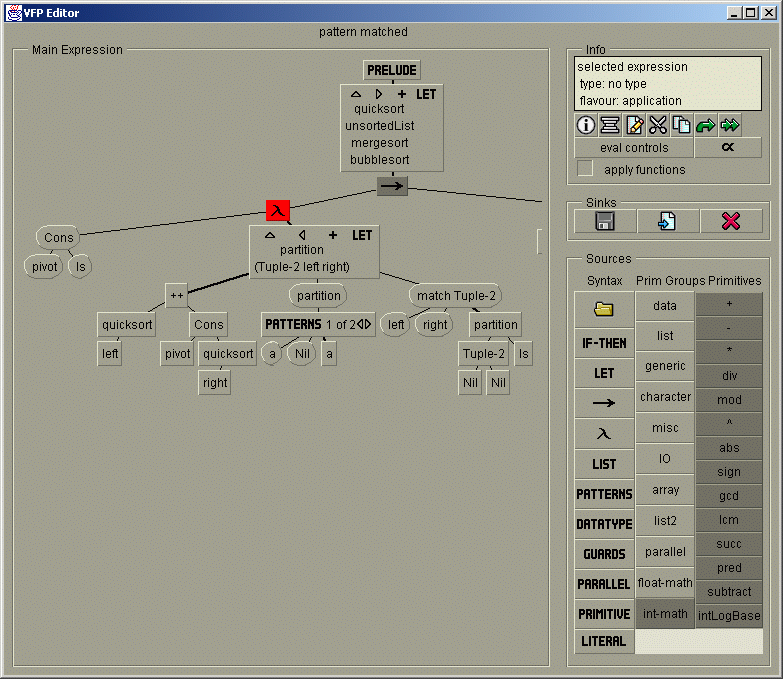 VFP Editor
pattern matched
Main Expression
PRELUDE
+ LET
quicksort
unsortedList
mergesort
bubblesort
→
λ
Cons
pivot ls
+ LET
partition
(Tuple-2 left right)
++ partition match Tuple-2
quicksort Cons PATTERNS 1 of 2 left right partition
left pivot quicksort a Nil a Tuple-2 ls
right Nil Nil
Info
selected expression
type: no type
flavour: application
eval controls α
apply functions
Sinks
Sources
Syntax Prim Groups Primitives
data +
IF-THEN list -
LET generic *
→ character div
λ misc mod
LIST IO ^
PATTERNS array abs
DATATYPE list2 sign
GUARDS parallel gcd
PARALLEL float-math lcm
PRIMITIVE int-math succ
LITERAL pred
subtract
intLogBase